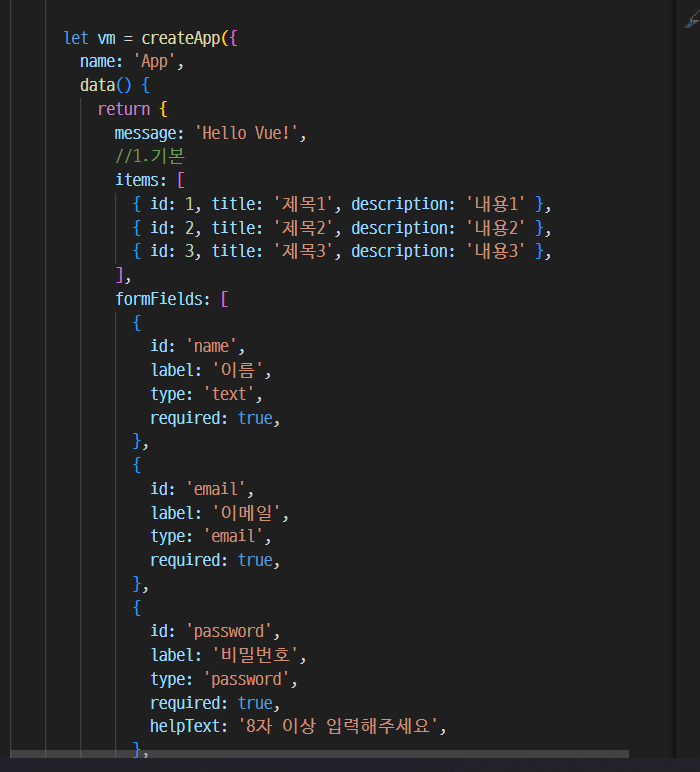 let vm = createApp({
name: 'App',
data() {
return {
message: 'Hello Vue!',
//1.기본
items: [
{ id: 1, title: '제목1', description: '내용1' },
{ id: 2, title: '제목2', description: '내용2' },
{ id: 3, title: '제목3', description: '내용3' },
],
formFields: [
{
id: 'name',
label: '이름',
type: 'text',
required: true,
},
{
id: 'email',
label: '이메일',
type: 'email',
required: true,
},
{
id: 'password',
label: '비밀번호',
type: 'password',
required: true,
helpText: '8자 이상 입력해주세요',
},